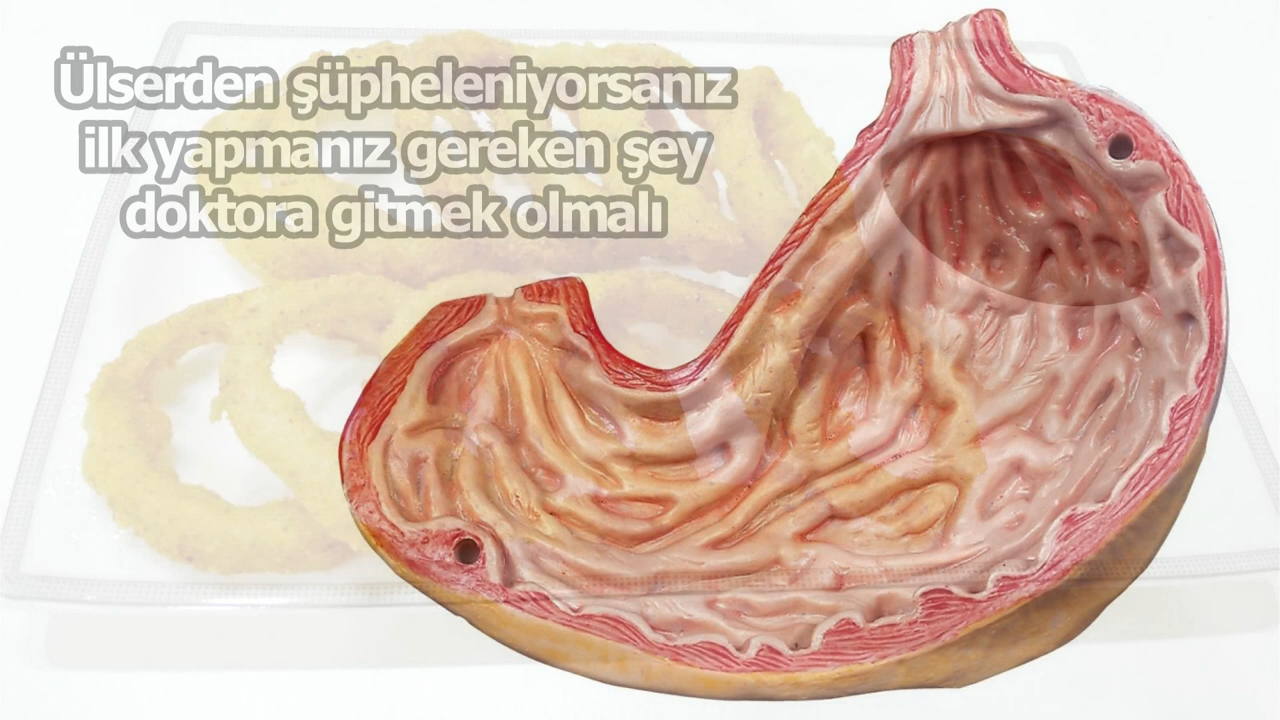 Ülserden şüpheleniyorsanız
ilk yapmanız gereken şey
doktora gitmek olmalı